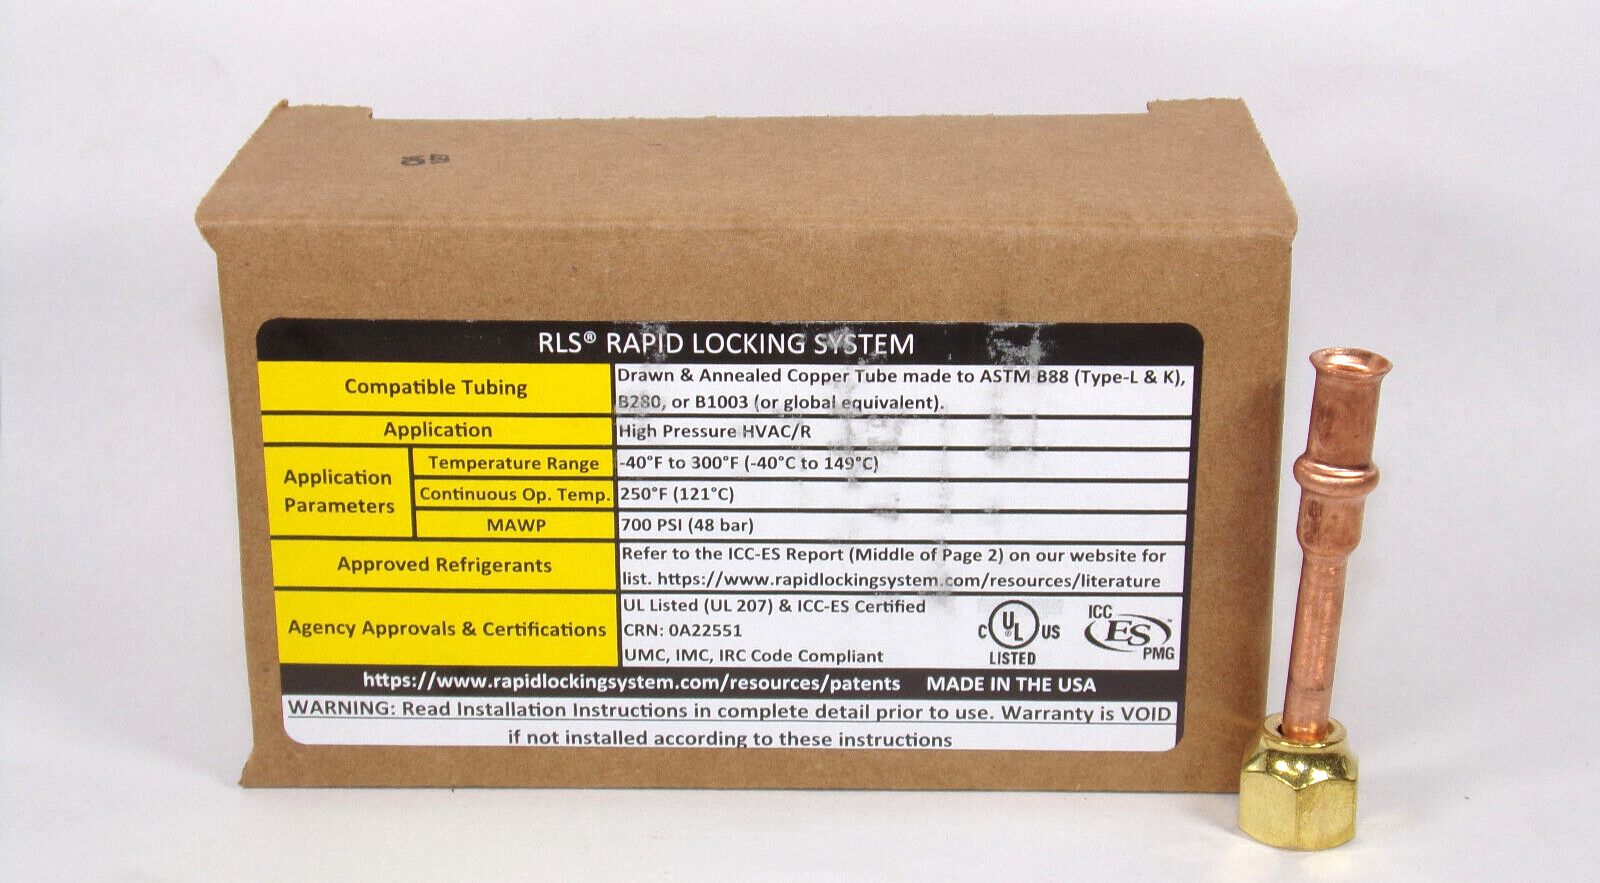 RLS® RAPID LOCKING SYSTEM
Compatible Tubing
Drawn & Annealed Copper Tube made to ASTM B88 (Type-L & K),
B280, or B1003 (or global equivalent).
Application
High Pressure HVAC/R
Application
Parameters
Temperature Range
-40°F to 300°F (-40°C to 149°C)
Continuous Op. Temp.
250°F (121°C)
MAWP
700 PSI (48 bar)
Approved Refrigerants
Refer to the ICC-ES Report (Middle of Page 2) on our website for
list. https://www.rapidlockingsystem.com/resources/literature
Agency Approvals & Certifications
UL Listed (UL 207) & ICC-ES Certified
CRN: 0A22551
UMC, IMC, IRC Code Compliant
C UL US
LISTED
ICC
ES
PMG
https://www.rapidlockingsystem.com/resources/patents MADE IN THE USA
WARNING: Read Installation Instructions in complete detail prior to use. Warranty is VOID
if not installed according to these instructions